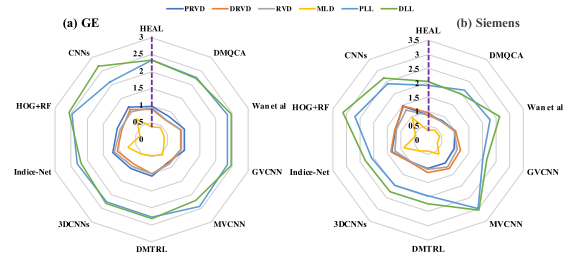 PRVD DRVD RVD MLD PLL DLL
(a) GE
HEAL
DMQCA
Wan et al
GVCNN
MVCNN
DMTRL
3DCNNs
Indice-Net
HOG+RF
CNNs
3
2.5
2
1.5
1
0.5
0
(b) Siemens
HEAL
DMQCA
Wan et al
GVCNN
MVCNN
DMTRL
3DCNNs
Indice-Net
HOG+RF
CNNs
3.5
3
2.5
2
1.5
1
0.5
0